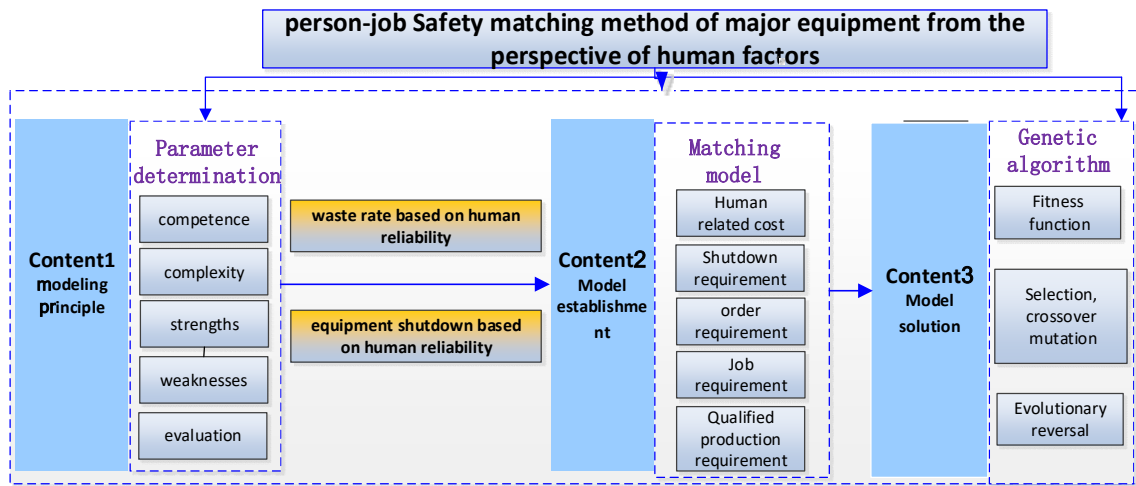 person-job Safety matching method of major equipment from the
perspective of human factors
Content1
modeling
principle
Parameter
determination
competence
complexity
strengths
weaknesses
evaluation
waste rate based on human
reliability
equipment shutdown based
on human reliability
Content2
Model
establishme
nt
Matching
model
Human
related cost
Shutdown
requirement
order
requirement
Job
requirement
Qualified
production
requirement
Content3
Model
solution
Genetic
algorithm
Fitness
function
Selection,
crossover
mutation
Evolutionary
reversal